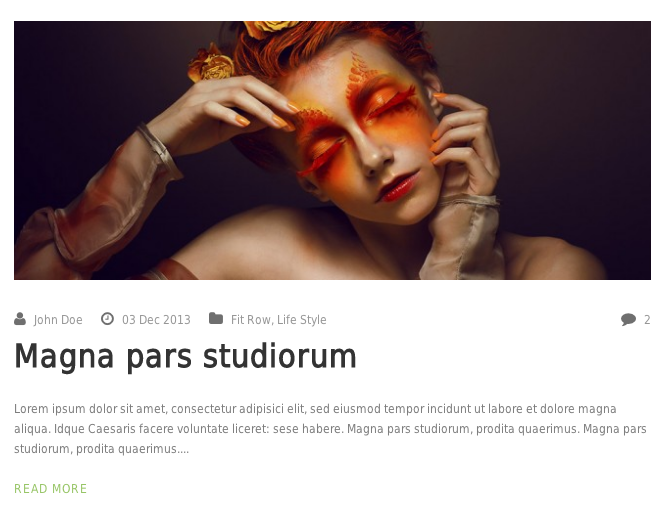 John Doe 03 Dec 2013 Fit Row, Life Style 2
Magna pars studiorum
Lorem ipsum dolor sit amet, consectetur adipisici elit, sed eiusmod tempor incidunt ut labore et dolore magna
aliqua. Idque Caesaris facere voluntate liceret: sese habere. Magna pars studiorum, prodita quaerimus. Magna pars
studiorum, prodita quaerimus....
READ MORE